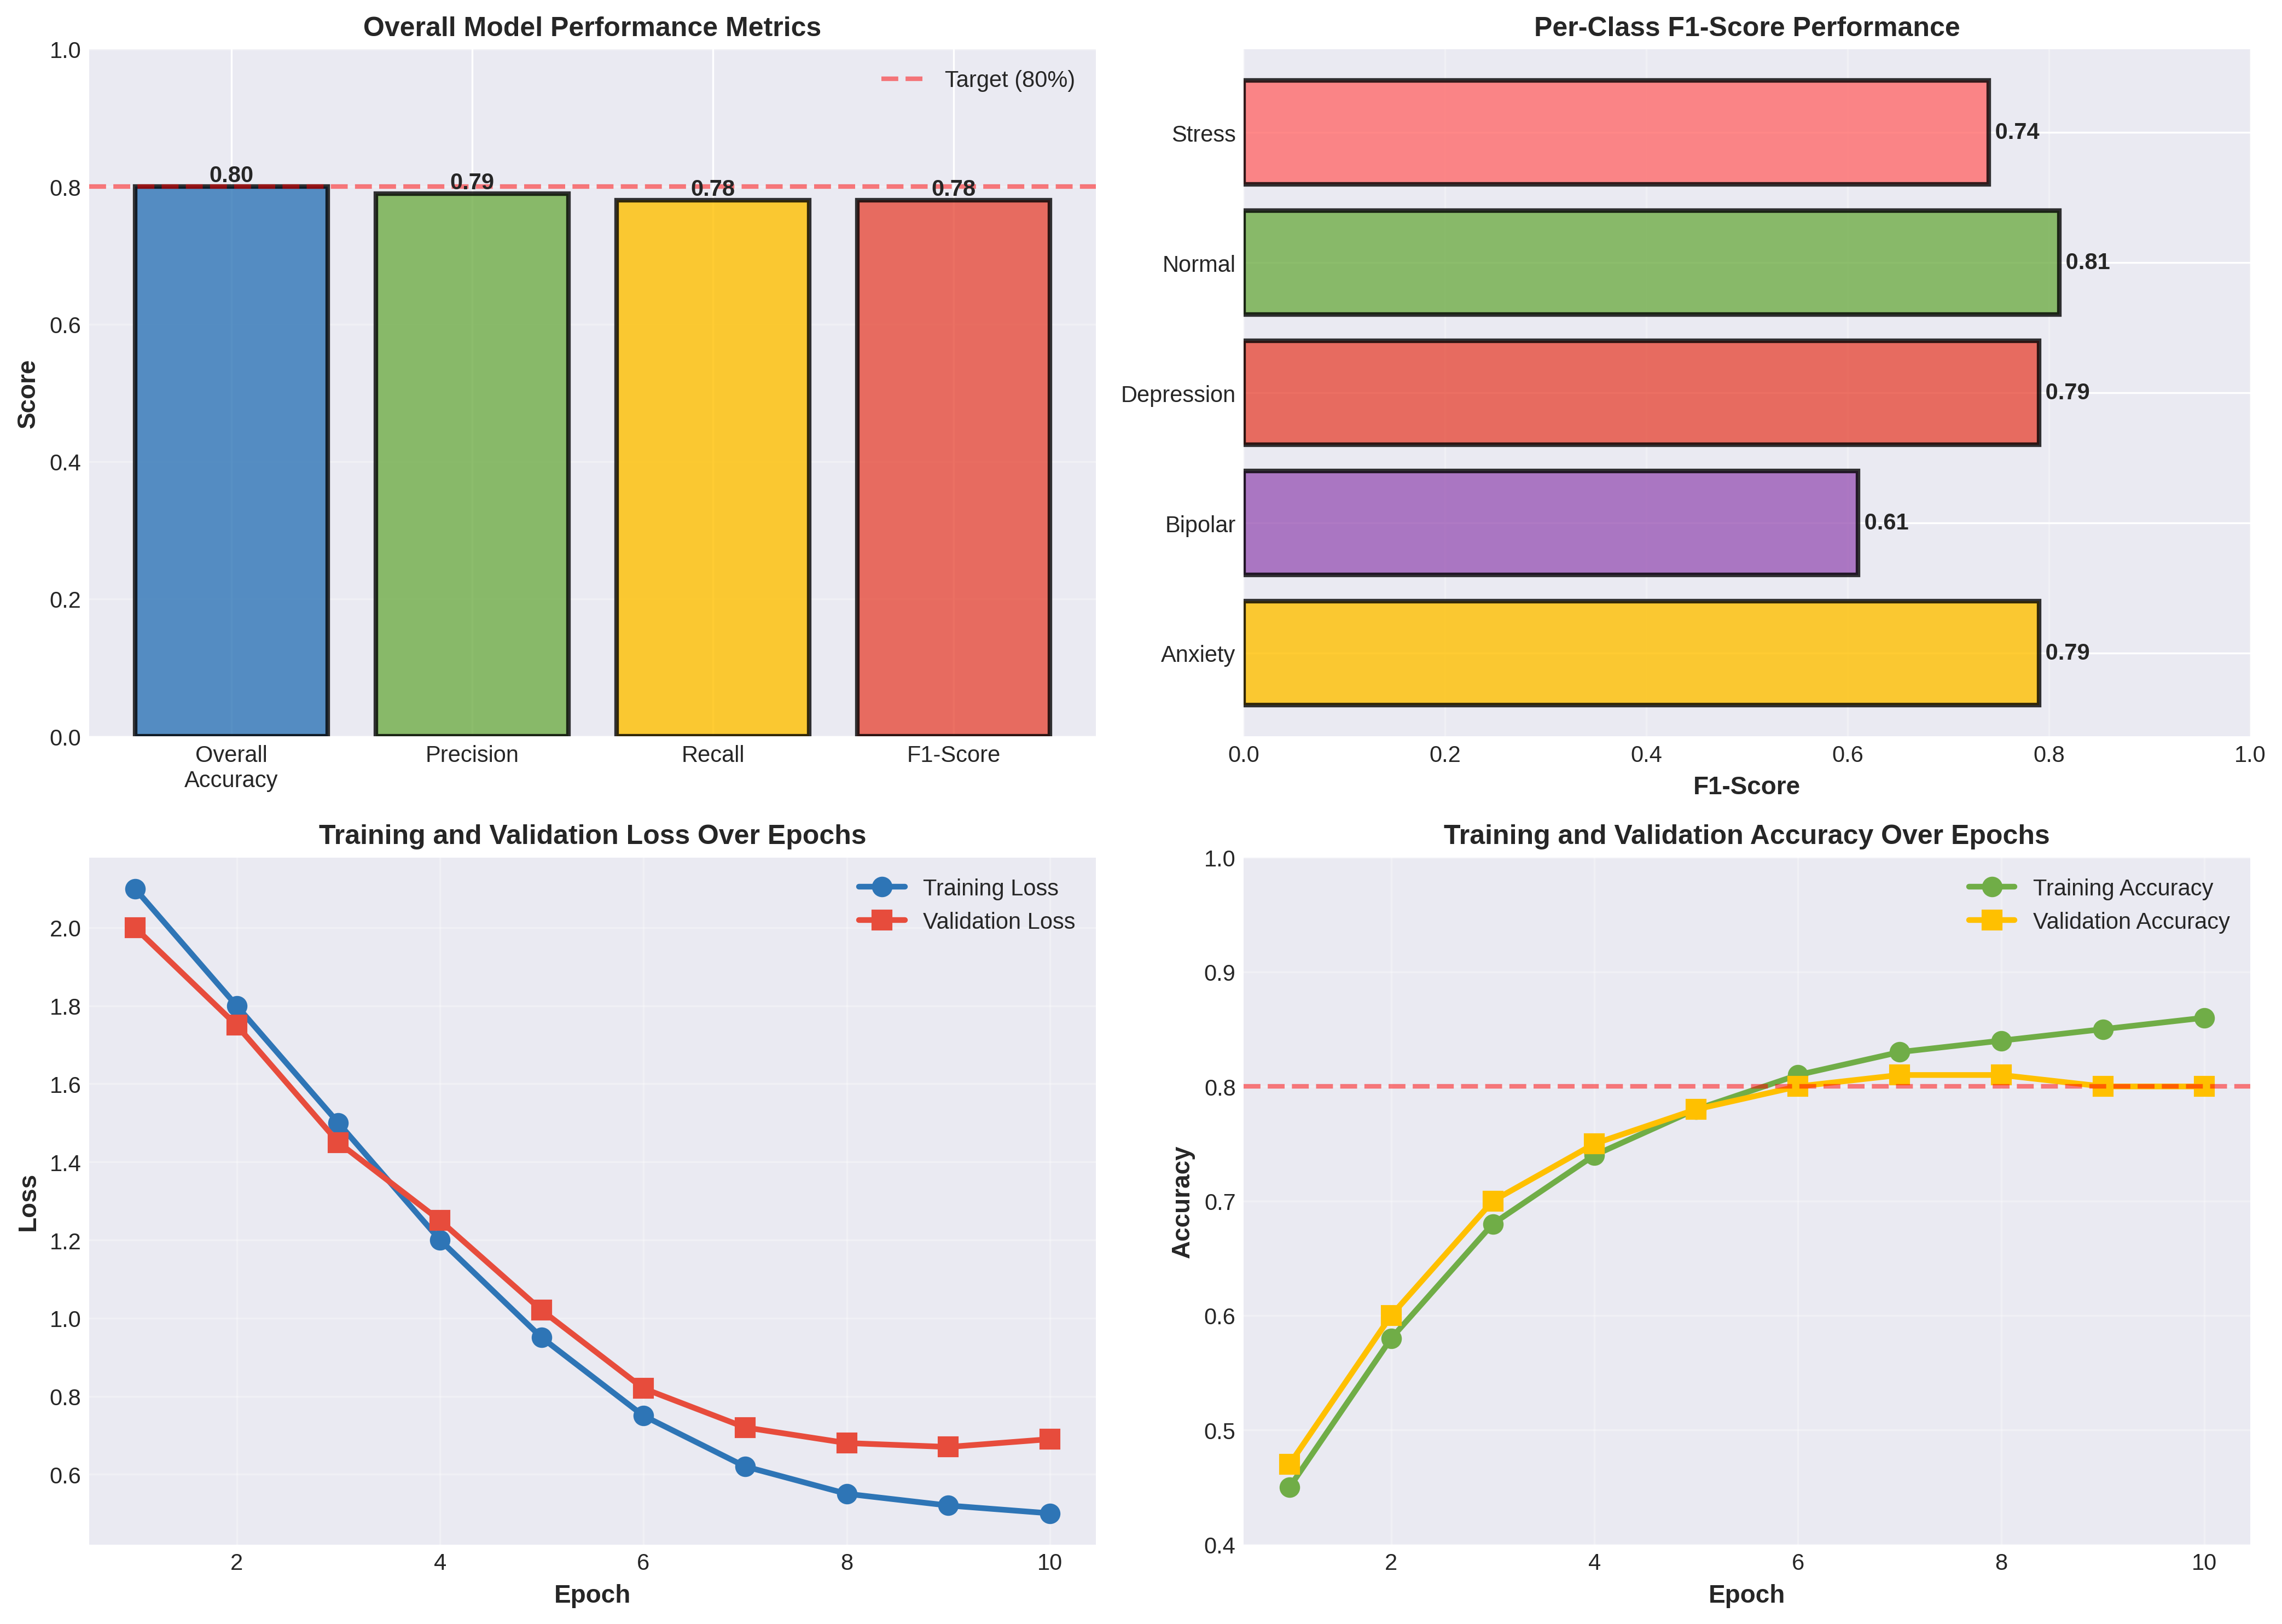 Overall Model Performance Metrics
Target (80%)
1.0
0.8
0.6
0.4
0.2
0.0
Score
0.80
0.79
0.78
0.78
Overall
Accuracy
Precision
Recall
F1-Score
Per-Class F1-Score Performance
Stress
0.74
Normal
0.81
Depression
0.79
Bipolar
0.61
Anxiety
0.79
0.0
0.2
0.4
0.6
0.8
1.0
F1-Score
Training and Validation Loss Over Epochs
Training Loss
Validation Loss
2.0
1.8
1.6
1.4
1.2
1.0
0.8
0.6
Loss
2
4
6
8
10
Epoch
Training and Validation Accuracy Over Epochs
Training Accuracy
Validation Accuracy
1.0
0.9
0.8
0.7
0.6
0.5
0.4
Accuracy
2
4
6
8
10
Epoch